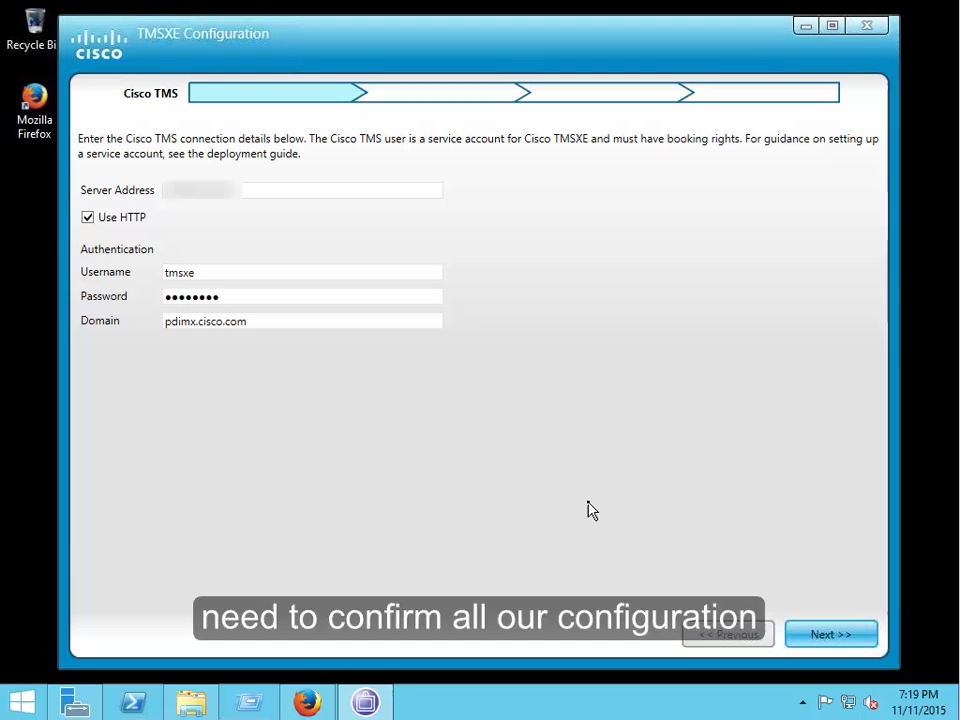 Recycle Bi
Mozilla
Firefox
CISCO
TMSXE Configuration
Cisco TMS
Enter the Cisco TMS connection details below. The Cisco TMS user is a service account for Cisco TMSXE and must have booking rights. For guidance on setting up
a service account, see the deployment guide.
Server Address
Use HTTP
Authentication
Username tmsxe
Password ●●●●●●●●
Domain pdimx.cisco.com
need to confirm all our configuration
<< Previous Next >>
7:19 PM
11/11/2015